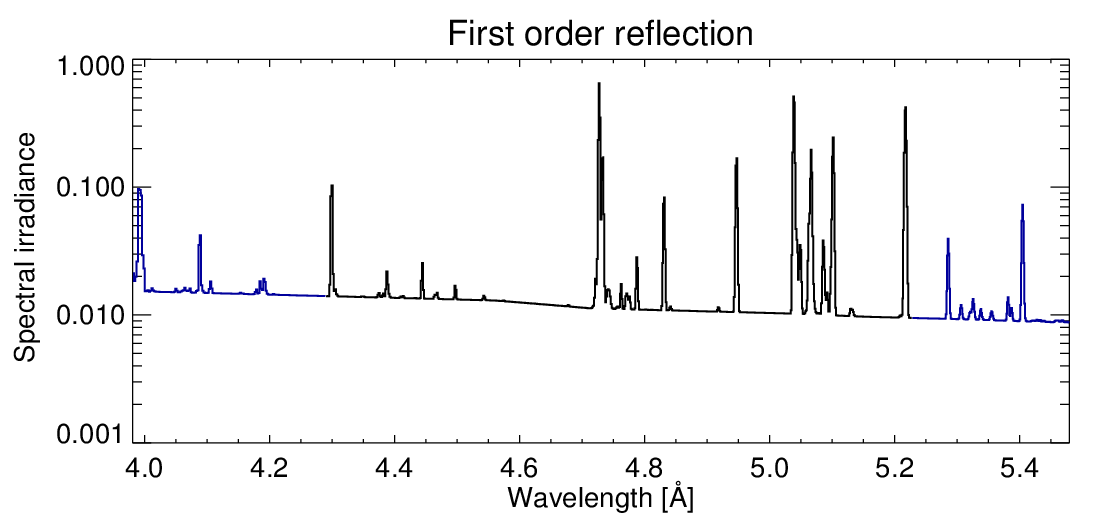 First order reflection
Spectral irradiance
1.000
0.100
0.010
0.001
4.0 4.2 4.4 4.6 4.8 5.0 5.2 5.4
Wavelength [Å]